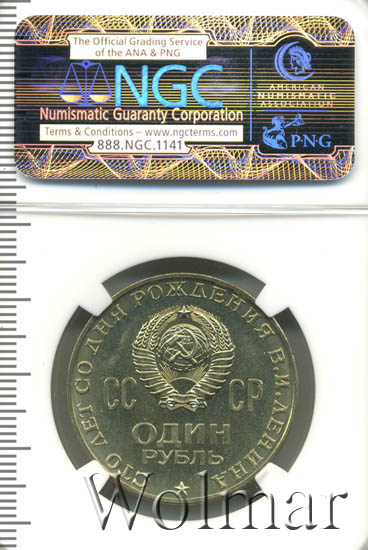 The Official Grading Service
of the ANA & PNG
NGC
Numismatic Guaranty Corporation
Terms & Conditions – www.ngcterms.com
888.NGC.1141
AMERICAN
NUMISMATIC
ASSOCIATION
P·N·G
СТО ЛЕТ СО ДНЯ РОЖДЕНИЯ В.И.ЛЕНИНА
СС СР
ОДИН
РУБЛЬ
Wolmar